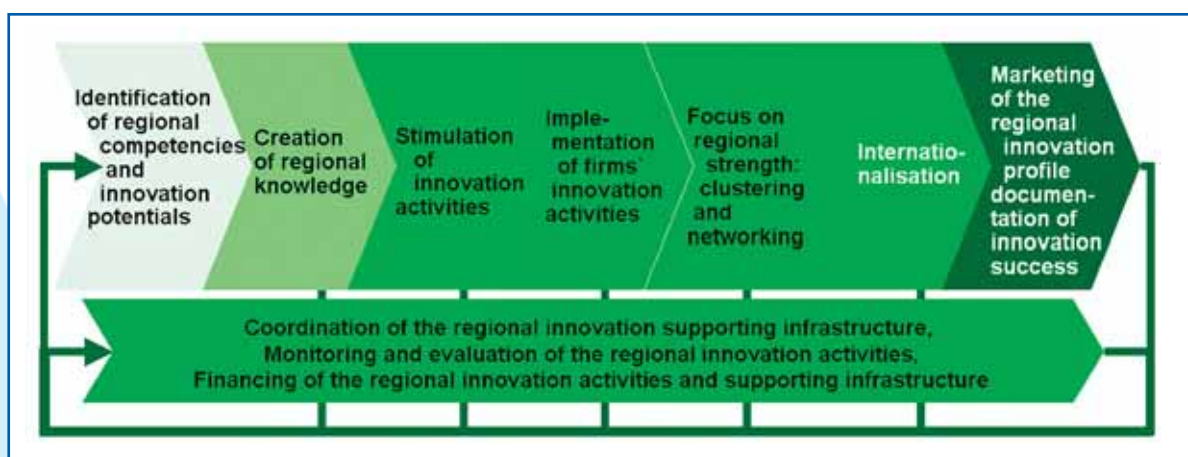 Identification
of regional
competencies
and
innovation
potentials
Creation
of regional
knowledge
Stimulation
of
innovation
activities
Imple-
mentation
of firms´
innovation
activities
Focus on
regional
strength:
clustering
and
networking
Internatio-
nalisation
Marketing
of the
regional
innovation
profile
documen-
tation of
innovation
success
Coordination of the regional innovation supporting infrastructure,
Monitoring and evaluation of the regional innovation activities,
Financing of the regional innovation activities and supporting infrastructure